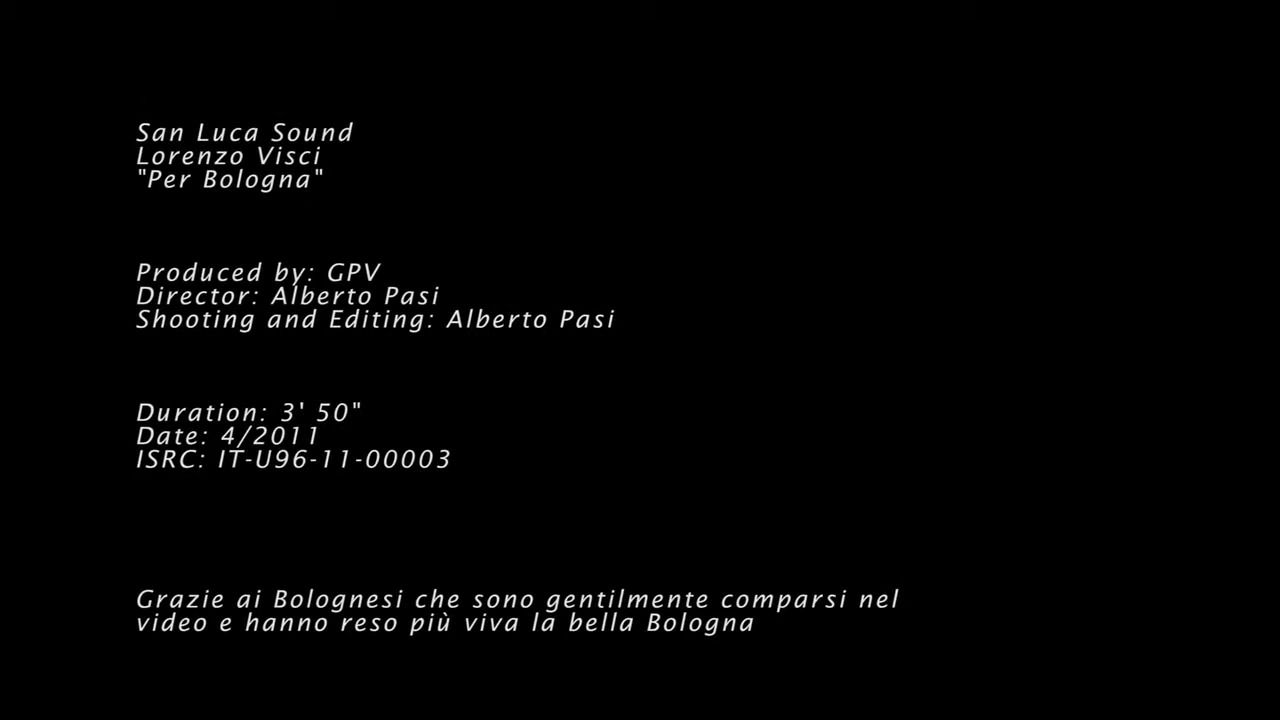 San Luca Sound
Lorenzo Visci
"Per Bologna"
Produced by: GPV
Director: Alberto Pasi
Shooting and Editing: Alberto Pasi
Duration: 3' 50"
Date: 4/2011
ISRC: IT-U96-11-00003
Grazie ai Bolognesi che sono gentilmente comparsi nel
video e hanno reso più viva la bella Bologna